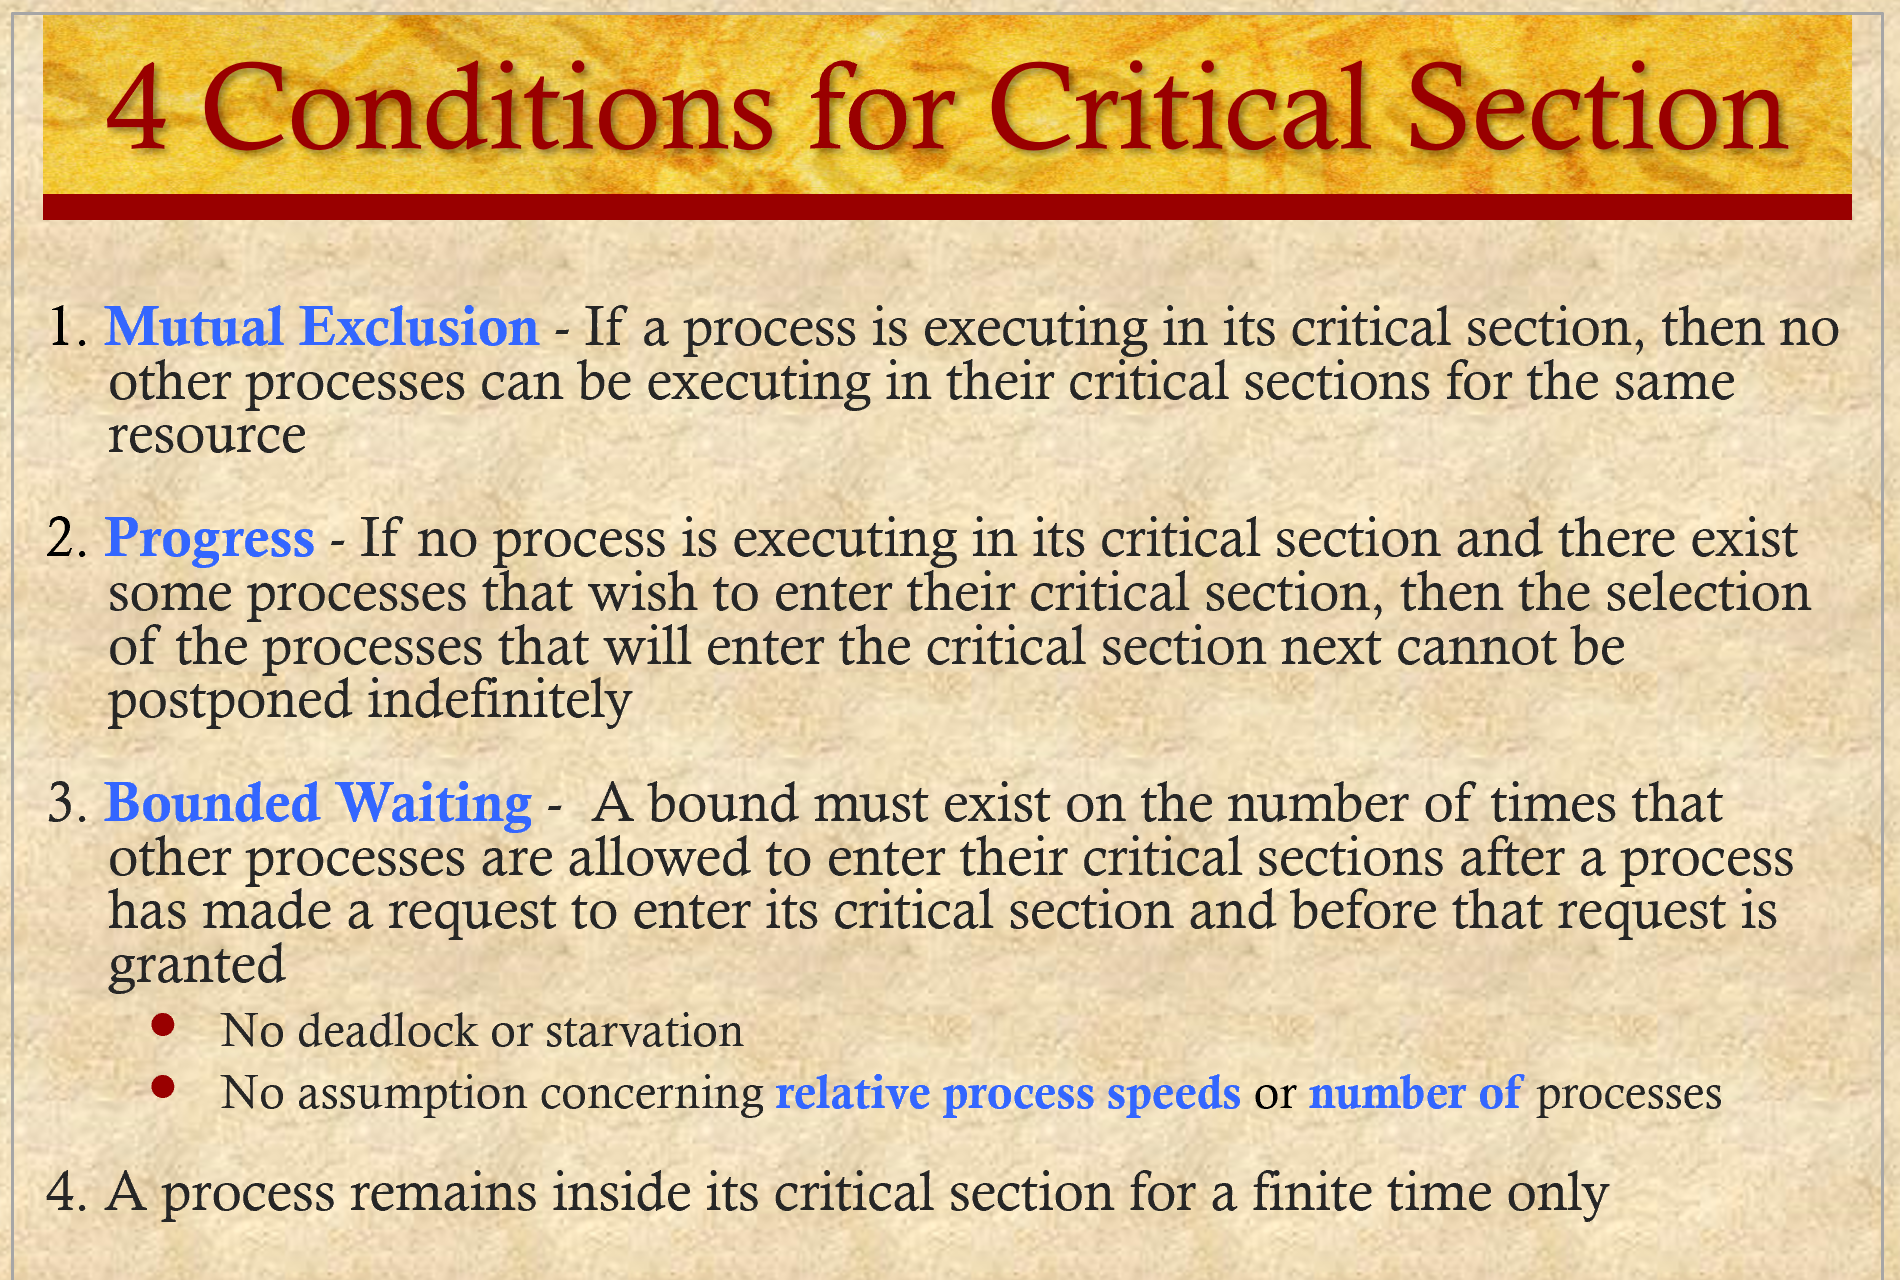 4 Conditions for Critical Section
1. Mutual Exclusion - If a process is executing in its critical section, then no
other processes can be executing in their critical sections for the same
resource
2. Progress - If no process is executing in its critical section and there exist
some processes that wish to enter their critical section, then the selection
of the processes that will enter the critical section next cannot be
postponed indefinitely
3. Bounded Waiting - A bound must exist on the number of times that
other processes are allowed to enter their critical sections after a process
has made a request to enter its critical section and before that request is
granted
● No deadlock or starvation
● No assumption concerning relative process speeds or number of processes
4. A process remains inside its critical section for a finite time only